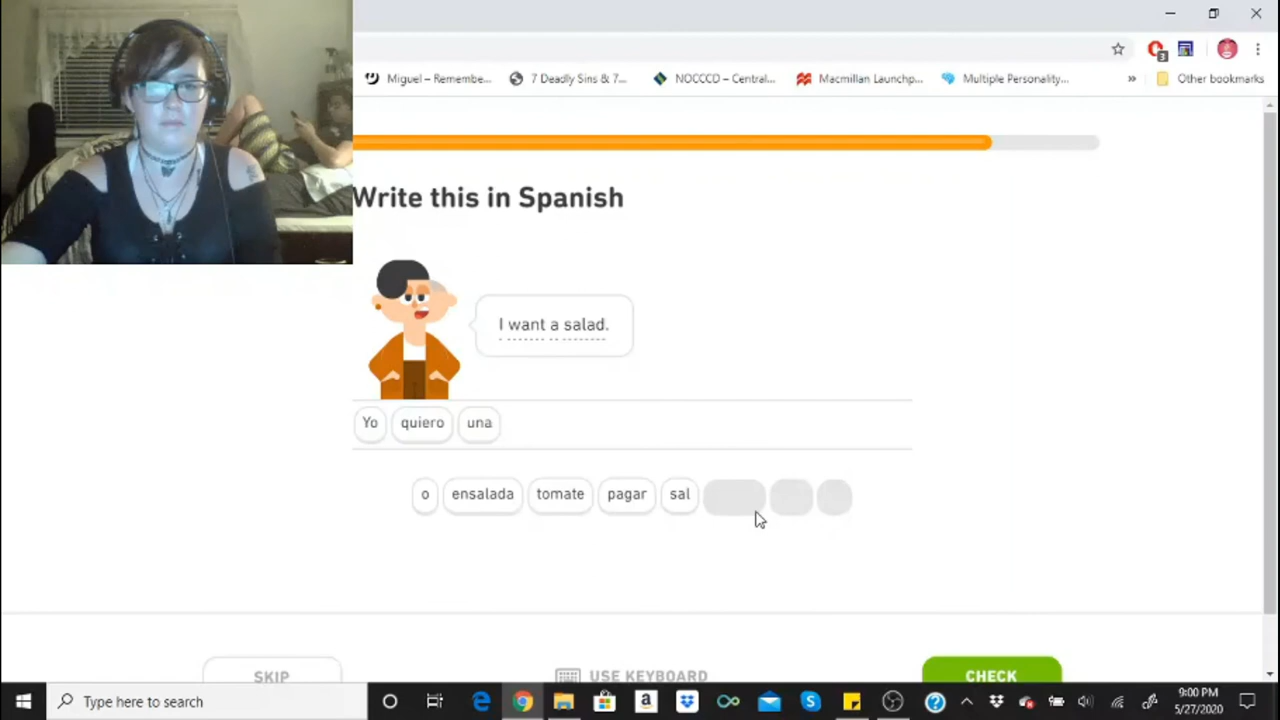 Miguel – Remembe...
7 Deadly Sins & 7...
NOCCCD – Central...
Macmillan Launchp...
Multiple Personality...
»
Other bookmarks
3
Write this in Spanish
I want a salad.
Yo quiero una
o ensalada tomate pagar sal
SKIP
USE KEYBOARD
CHECK
Type here to search
9:00 PM
5/27/2020